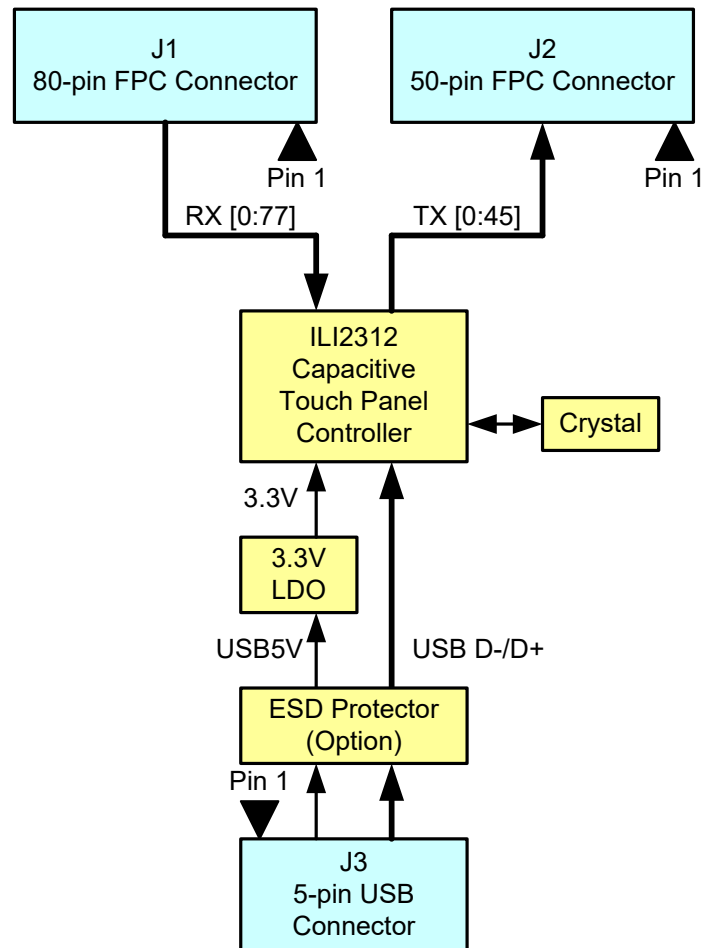 J1
80-pin FPC Connector
J2
50-pin FPC Connector
Pin 1
Pin 1
RX [0:77]
TX [0:45]
ILI2312
Capacitive
Touch Panel
Controller
Crystal
3.3V
3.3V
LDO
USB5V
USB D-/D+
ESD Protector
(Option)
Pin 1
J3
5-pin USB
Connector